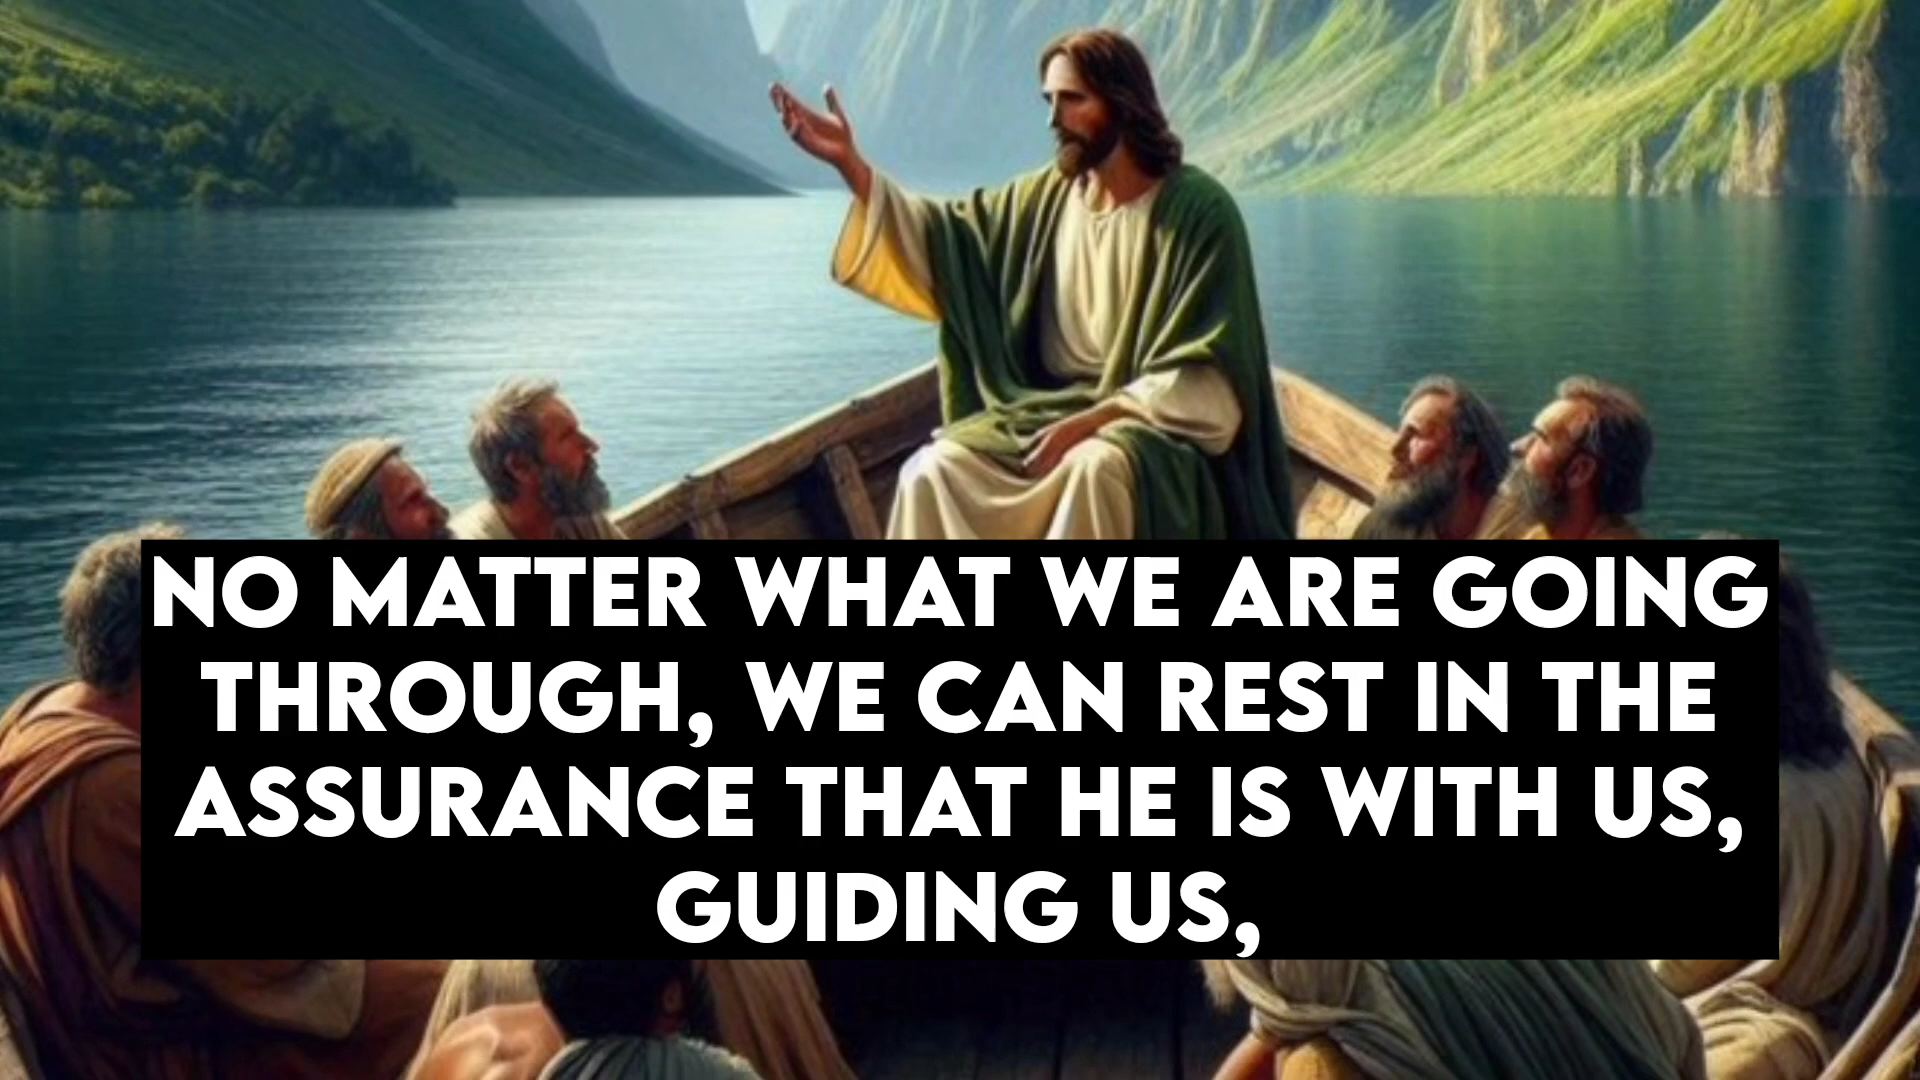 NO MATTER WHAT WE ARE GOING
THROUGH, WE CAN REST IN THE
ASSURANCE THAT HE IS WITH US,
GUIDING US,